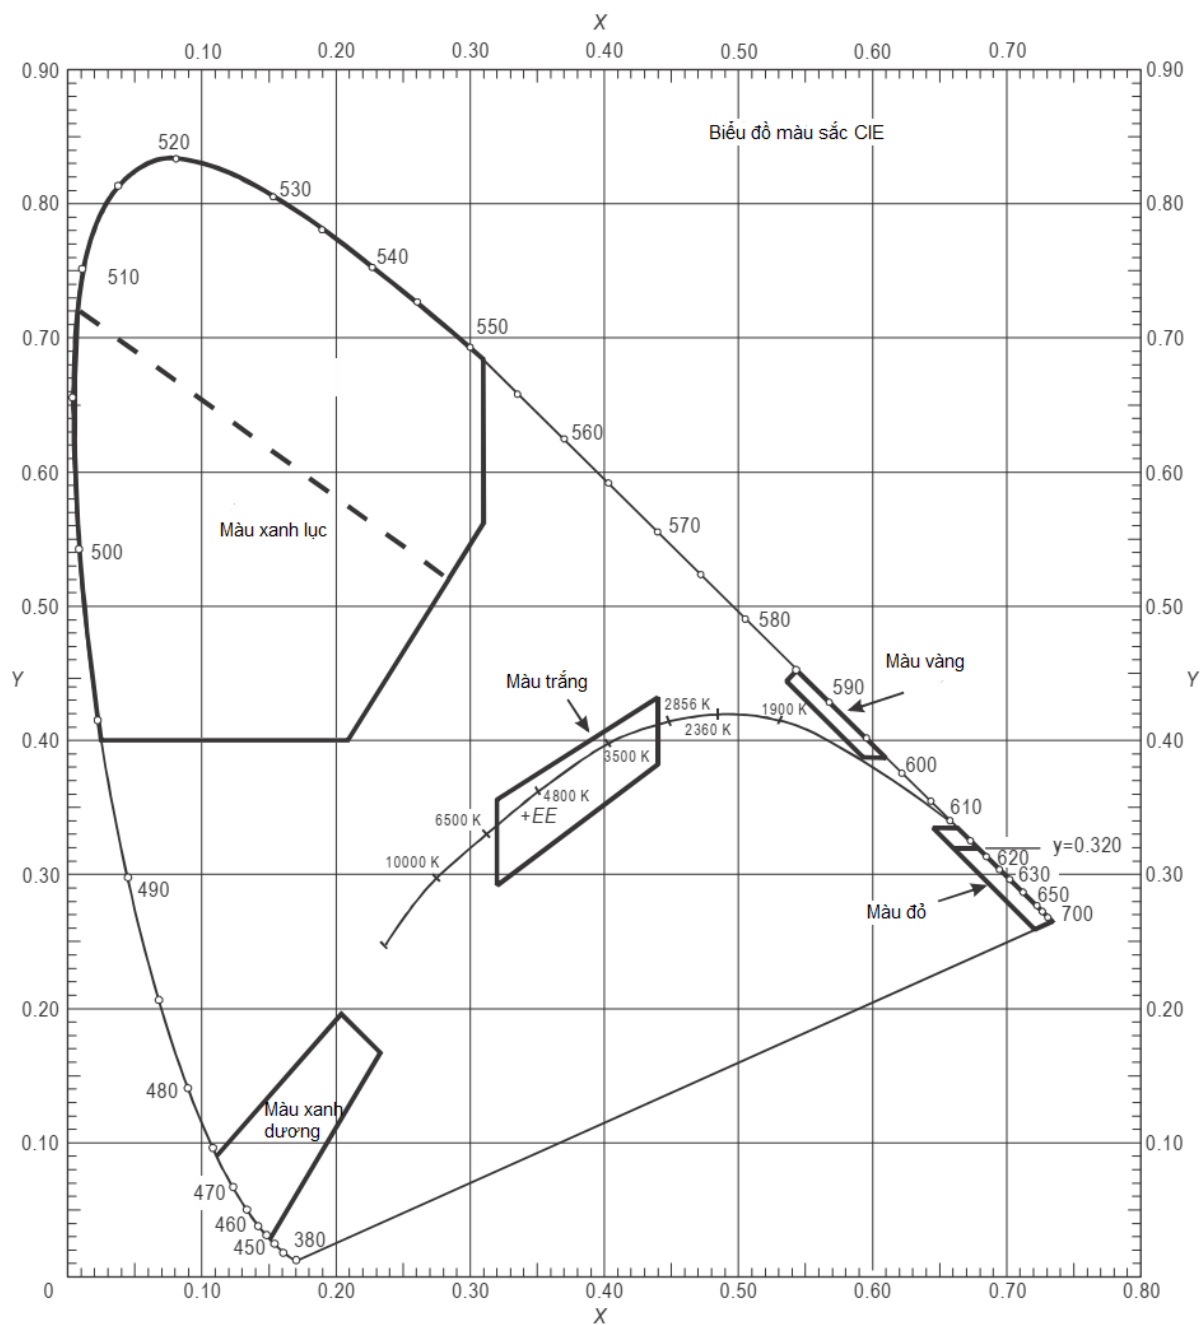 X
0.10 0.20 0.30 0.40 0.50 0.60 0.70
0.90 0.90
Biểu đồ màu sắc CIE
520
530
0.80 0.80
540
510
550
0.70 0.70
560
0.60 0.60
570
Màu xanh lục
500
580
0.50 0.50
Màu vàng
Y Màu trắng 590 Y
2856 K 1900 K
2360 K
0.40 0.40
3500 K 600
4800 K
6500 K +EE 610
y=0.320
10000 K 620
0.30 630 0.30
490 650
Màu đỏ 700
0.20 0.20
480
Màu xanh
dương
0.10 0.10
470
460
450 380
0 0.10 0.20 0.30 0.40 0.50 0.60 0.70 0.80
X